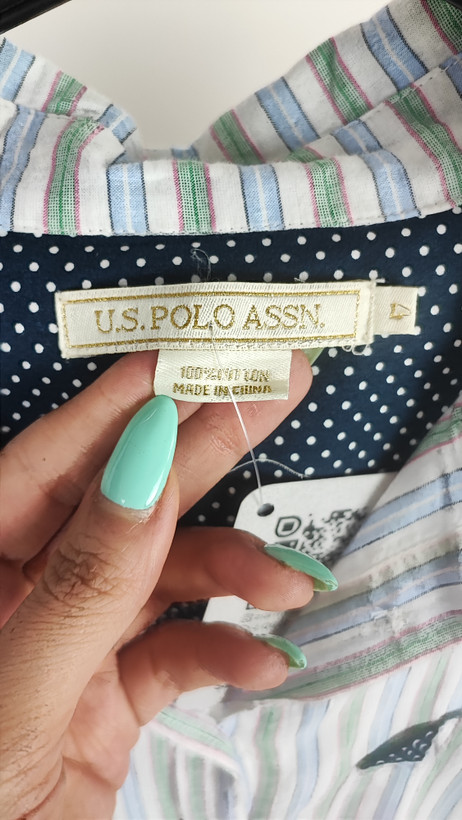 U.S. POLO ASSN.
4
100% COTTON
MADE IN CHINA